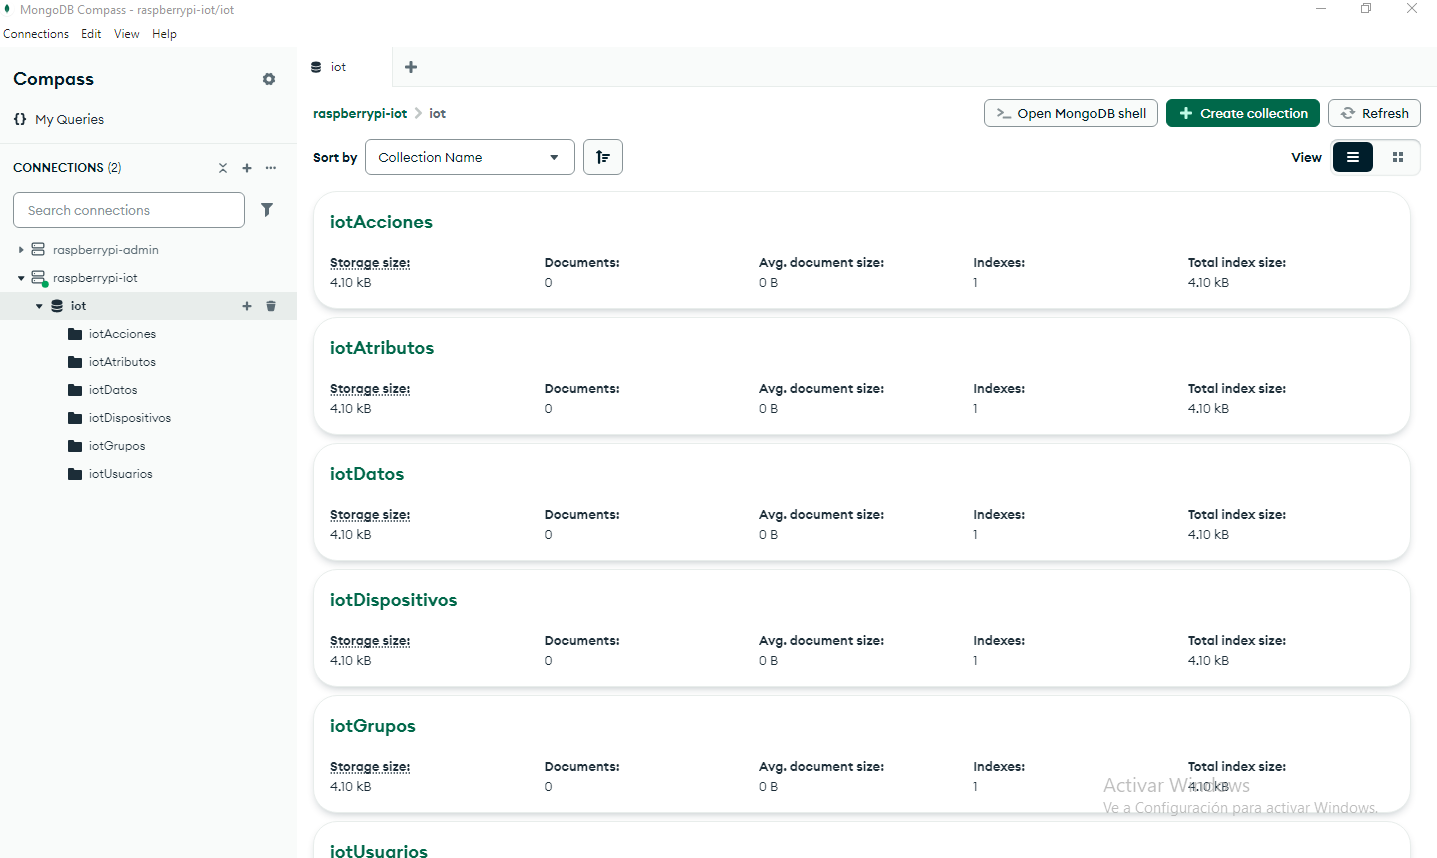 MongoDB Compass - raspberrypi-iot/iot
Connections Edit View Help
Compass
My Queries
CONNECTIONS (2)
Search connections
raspberrypi-admin
raspberrypi-iot
iot
iotAcciones
iotAtributos
iotDatos
iotDispositivos
iotGrupos
iotUsuarios
iot
raspberrypi-iot iot
Open MongoDB shell
Create collection
Refresh
Sort by Collection Name
View
iotAcciones
Storage size: Documents: Avg. document size: Indexes: Total index size:
4.10 kB 0 0 B 1 4.10 kB
iotAtributos
Storage size: Documents: Avg. document size: Indexes: Total index size:
4.10 kB 0 0 B 1 4.10 kB
iotDatos
Storage size: Documents: Avg. document size: Indexes: Total index size:
4.10 kB 0 0 B 1 4.10 kB
iotDispositivos
Storage size: Documents: Avg. document size: Indexes: Total index size:
4.10 kB 0 0 B 1 4.10 kB
iotGrupos
Storage size: Documents: Avg. document size: Indexes: Total index size:
4.10 kB 0 0 B 1 4.10 kB
Activar Windows
Ve a Configuración para activar Windows.
iotUsuarios